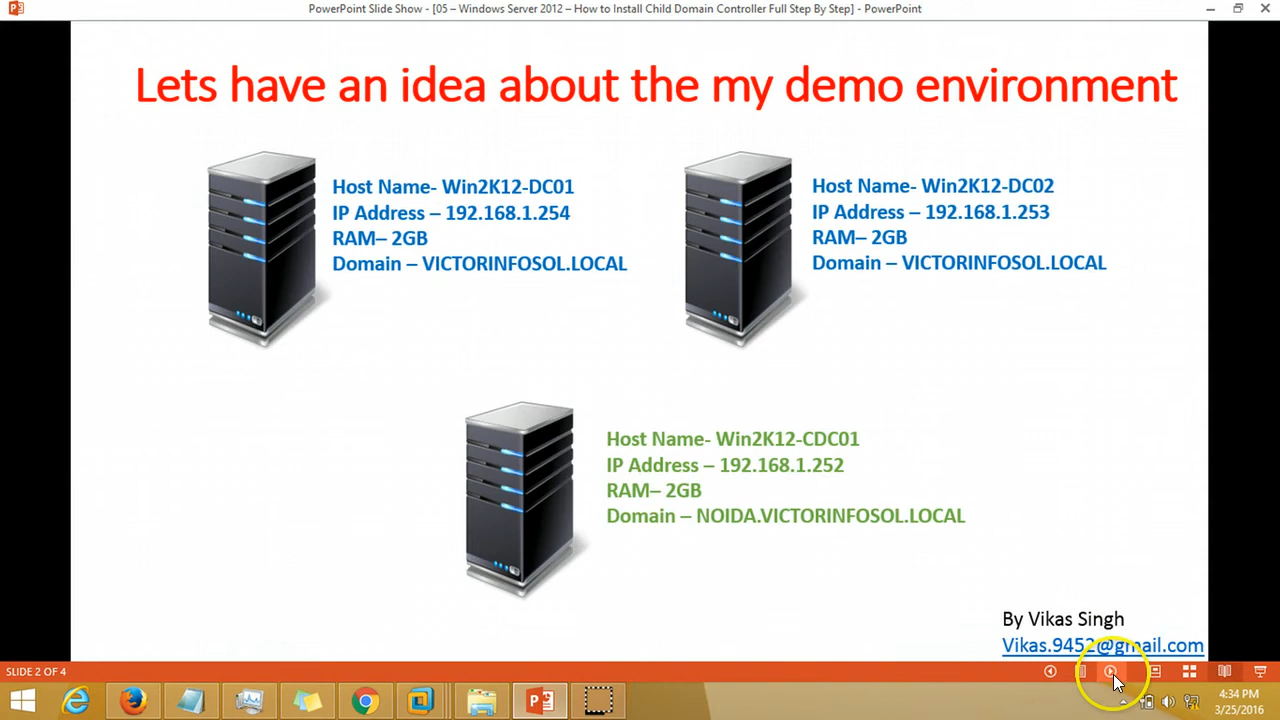 PowerPoint Slide Show - [05 – Windows Server 2012 – How to Install Child Domain Controller Full Step By Step] - PowerPoint
Lets have an idea about the my demo environment
Host Name- Win2K12-DC01
IP Address – 192.168.1.254
RAM– 2GB
Domain – VICTORINFOSOL.LOCAL
Host Name- Win2K12-DC02
IP Address – 192.168.1.253
RAM– 2GB
Domain – VICTORINFOSOL.LOCAL
Host Name- Win2K12-CDC01
IP Address – 192.168.1.252
RAM– 2GB
Domain – NOIDA.VICTORINFOSOL.LOCAL
By Vikas Singh
Vikas.9452@gmail.com
SLIDE 2 OF 4
4:34 PM
3/25/2016